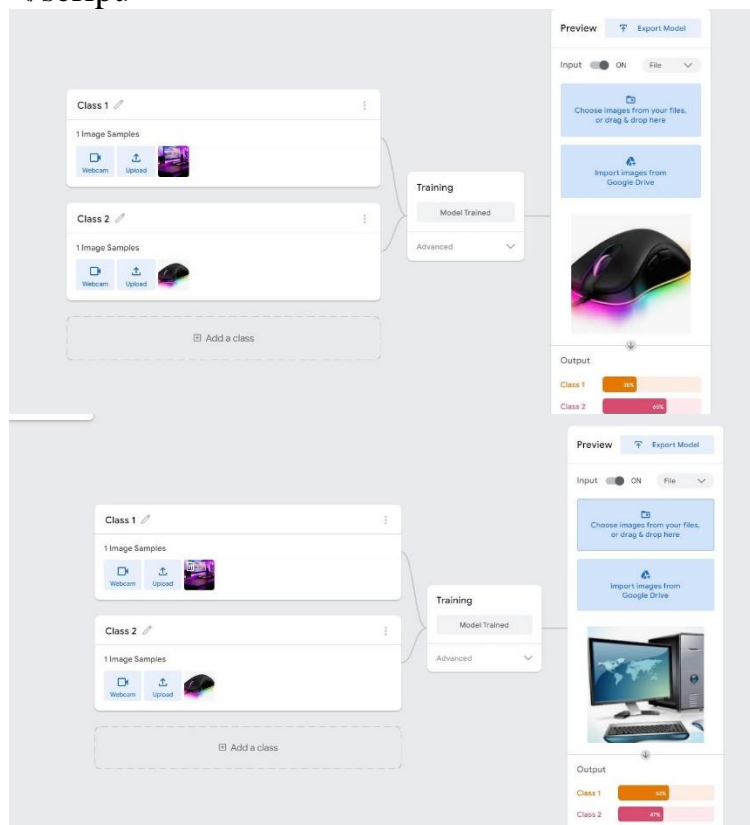 Preview
Export Model
Input ON File
Class 1
Choose images from your files,
or drag & drop here
1 Image Samples
Webcam Upload
Import images from
Google Drive
Training
Model Trained
Class 2
Advanced
1 Image Samples
Webcam Upload
Add a class
Output
Class 1
Class 2 65%
Preview
Export Model
Input ON File
Class 1
Choose images from your files,
or drag & drop here
1 Image Samples
Webcam Upload
Import images from
Google Drive
Training
Model Trained
Class 2
Advanced
1 Image Samples
Webcam Upload
Add a class
Output
Class 1 53%
Class 2 47%